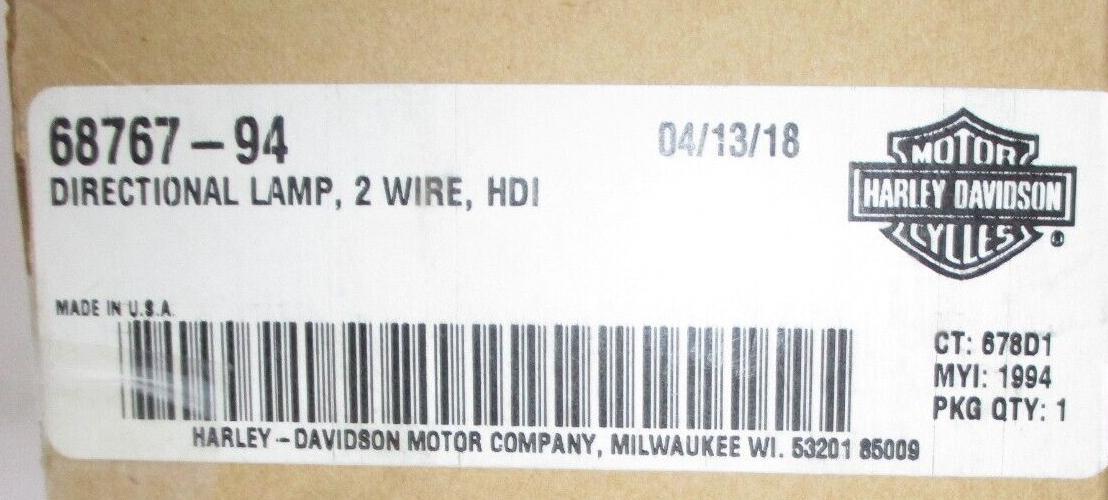 68767-94
04/13/18
DIRECTIONAL LAMP, 2 WIRE, HDI
MOTOR
HARLEY DAVIDSON
CYCLES
®
MADE IN U.S.A.
CT: 678D1
MYI: 1994
PKG QTY: 1
HARLEY-DAVIDSON MOTOR COMPANY, MILWAUKEE WI. 53201 85009